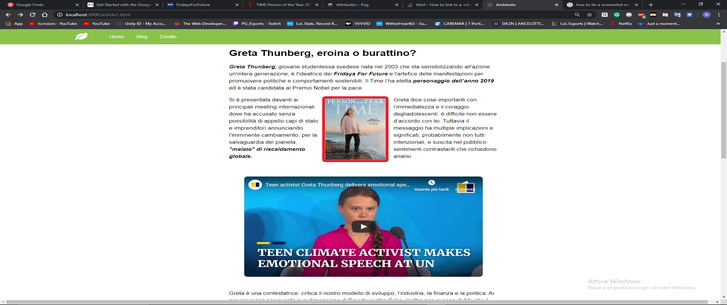 Google Fonts
Get Started with the Goog
FridaysForFuture
TIME Person of the Year 20
Attributes – Pug
html - How to link to a <di
Ambiente
how to do a screenshot on
localhost:3000/article1.html
App
Acrostele - YouTube
YouTube
Unity ID - My Accou
The Web Developer
PG_Esports - Twitch
LoL Stats, Record R
VVVVID
WitherHeartKill - Su
CAREMAR | 7 Porti
DAZN | ANCELOTTI
LoL Esports | Watch
Netflix
Just a moment...
Home Blog Credits
Greta Thunberg, eroina o burattino?
Greta Thunberg, giovane studentessa svedese nata nel 2003 che sta sensibilizzando all'azione
un'intera generazione, è l'ideatrice dei Fridays For Future e l'artefice delle manifestazioni per
promuovere politiche e comportamenti sostenibili. Il Time l'ha eletta personaggio dell'anno 2019
ed è stata candidata al Premio Nobel per la pace.
Si è presentata davanti ai
principali meeting internazionali
dove ha accusato senza
possibilità di appello capi di stato
e imprenditori annunciando
l'imminente cambiamento, per la
salvaguardia del pianeta,
"malato" di riscaldamento
globale.
PERSON OF THE YEAR
TIME
Greta dice cose importanti con
l'immediatezza e il coraggio
degliadolescenti: è difficile non essere
d'accordo con lei. Tuttavia il
messaggio ha multiple implicazioni e
significati, probabilmente non tutti
intenzionali, e suscita nel pubblico
sentimenti contrastanti che richiedono
analisi.
Teen activist Greta Thunberg delivers emotional spe...
Guarda più tardi
TEEN CLIMATE ACTIVIST MAKES
EMOTIONAL SPEECH AT UN
Attiva Windows
Passa a Impostazioni per attivare Windows.
Greta è una contestatrice: critica il nostro modello di sviluppo, l'industria, la finanza e la politica. Ai